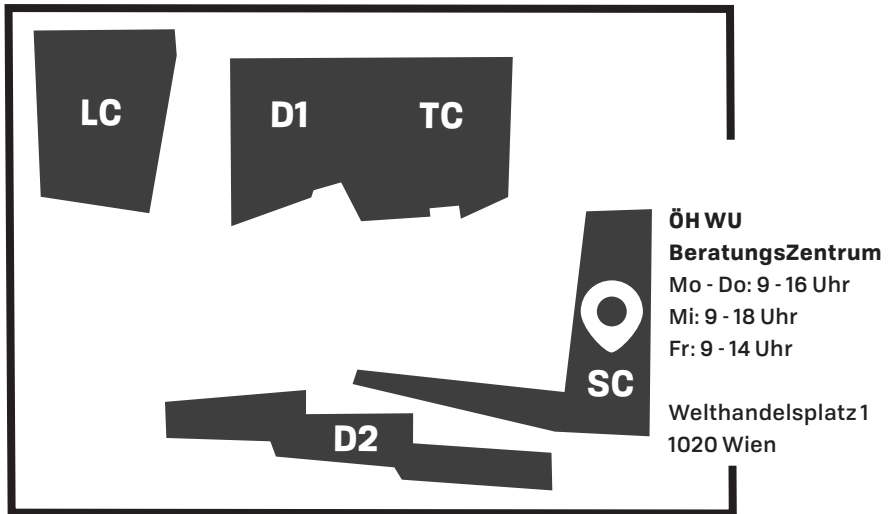 LC
D1
TC
ÖH WU
BeratungsZentrum
Mo - Do: 9 - 16 Uhr
Mi: 9 - 18 Uhr
Fr: 9 - 14 Uhr
SC
Welthandelsplatz 1
1020 Wien
D2